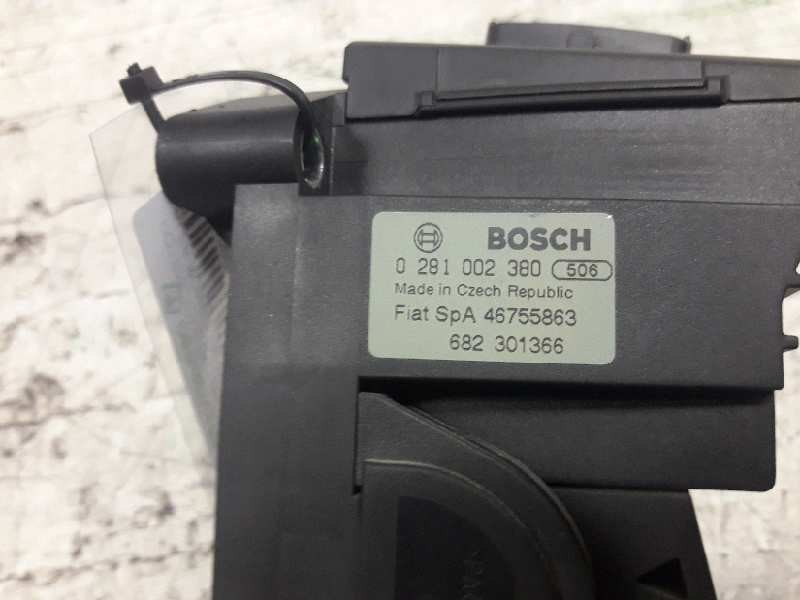 BOSCH
0 281 002 380 506
Made in Czech Republic
Fiat SpA 46755863
682 301366